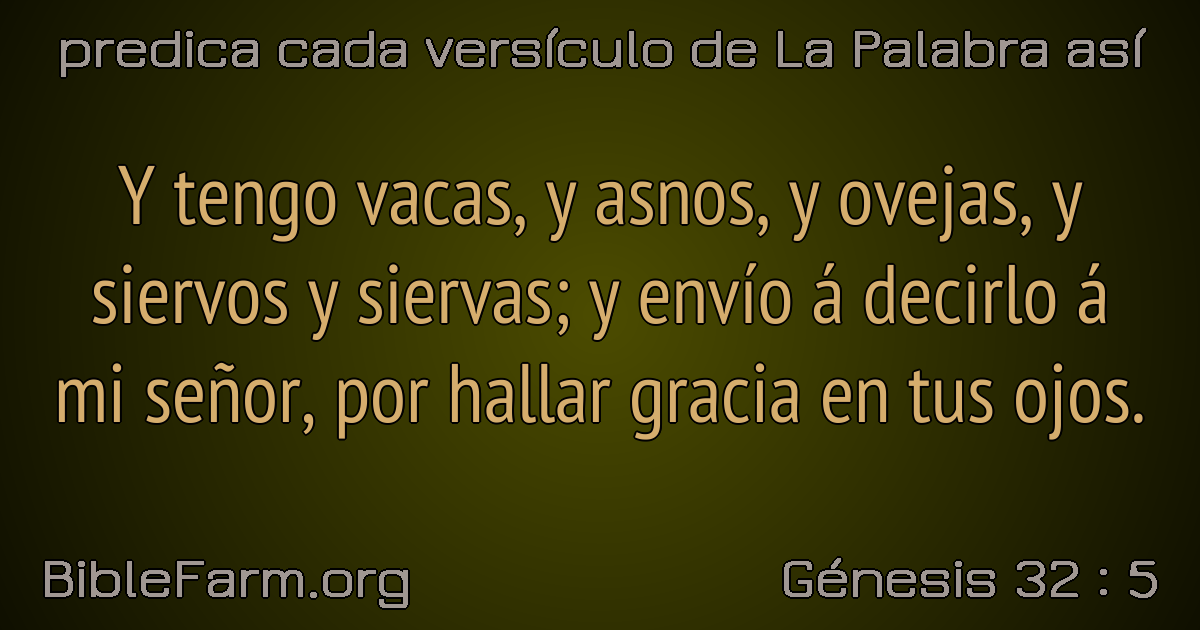 predica cada versículo de La Palabra así
Y tengo vacas, y asnos, y ovejas, y
siervos y siervas; y envío á decirlo á
mi señor, por hallar gracia en tus ojos.
BibleFarm.org
Génesis 32 : 5